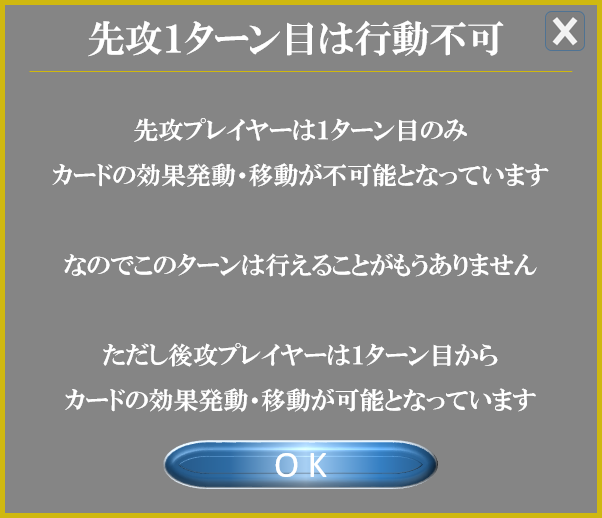 先攻1ターン目は行動不可
X
先攻プレイヤーは1ターン目のみ
カードの効果発動・移動が不可能となっています
なのでこのターンは行えることがもうありません
ただし後攻プレイヤーは1ターン目から
カードの効果発動・移動が可能となっています
OK